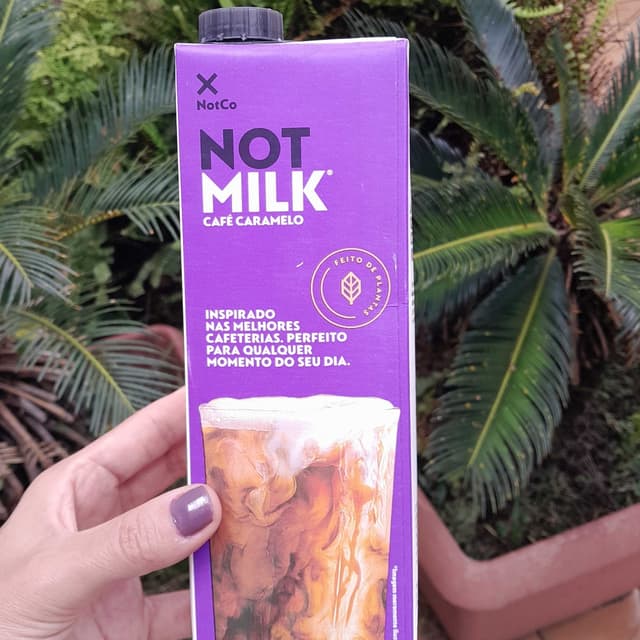 NotCo
NOT
MILK®
CAFÉ CARAMELO
FEITO DE PLANTAS
INSPIRADO
NAS MELHORES
CAFETERIAS. PERFEITO
PARA QUALQUER
MOMENTO DO SEU DIA.